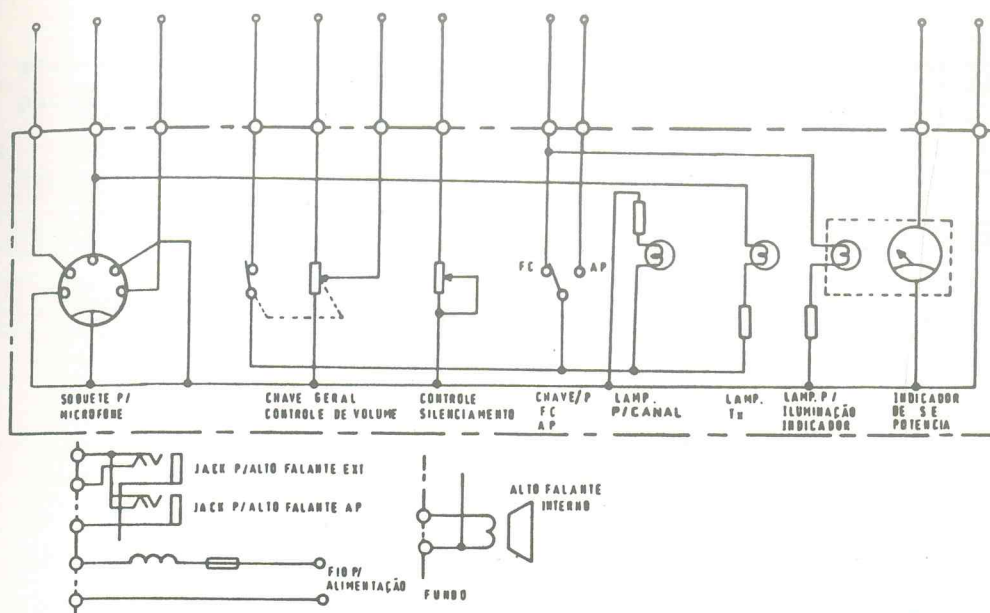 FC
AP
SOQUETE P/
MICROFONE
CHAVE GERAL
CONTROLE DE VOLUME
CONTROLE
SILENCIAMENTO
CHAVE/P
FC
AP
LAMP.
P/CANAL
LAMP.
Tx
LAMP. P/
ILUMINAÇÃO
INDICADOR
INDICADOR
DE S E
POTENCIA
JACK P/ALTO FALANTE EXT
JACK P/ALTO FALANTE AP
FIO P/
ALIMENTAÇÃO
ALTO FALANTE
INTERNO
FUNDO